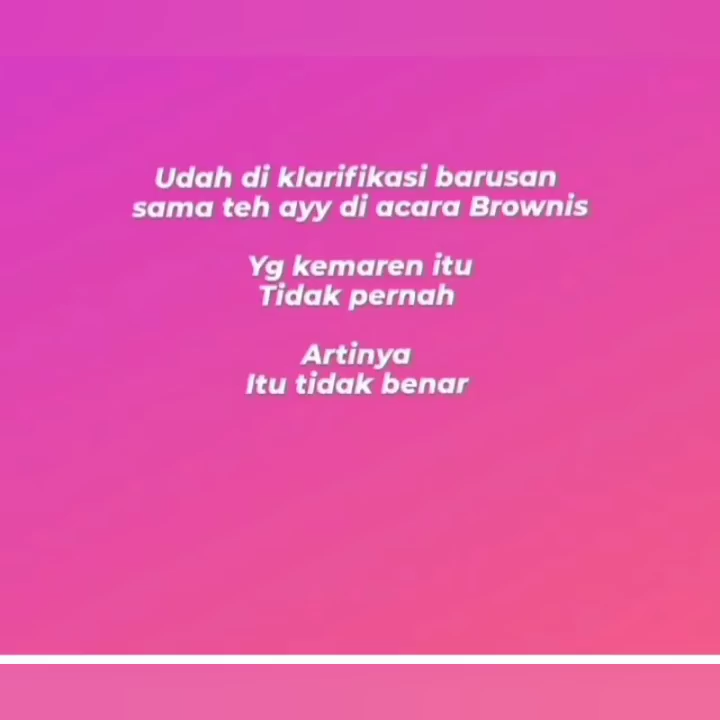 Udah di klarifikasi barusan
sama teh ayy di acara Brownis
Yg kemaren itu
Tidak pernah
Artinya
Itu tidak benar